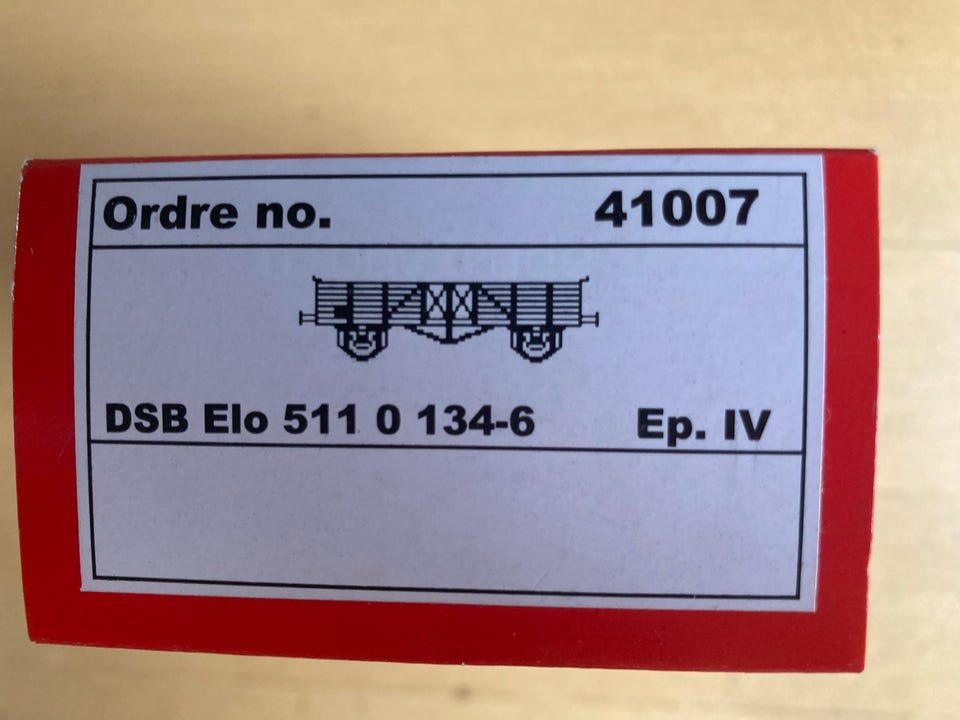 Ordre no. 41007
DSB Elo 511 0 134-6 Ep. IV